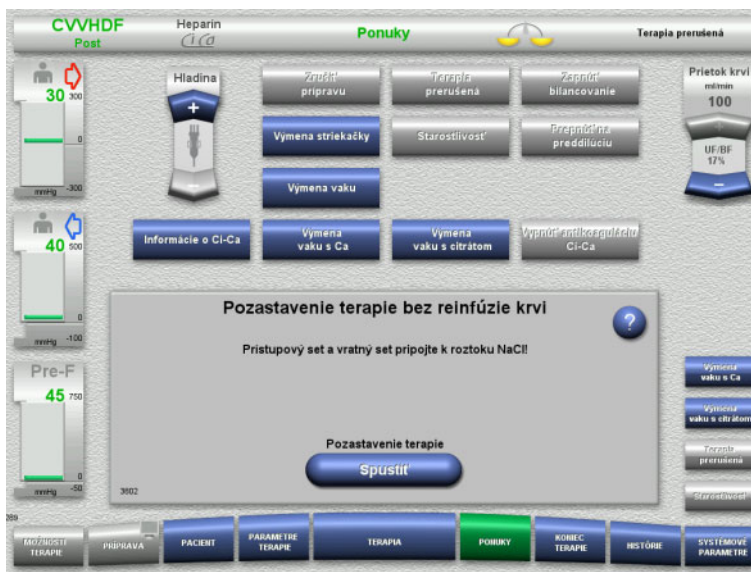 CVVHDF
Post
Heparin
Ci Ca
Ponuky
Terapia prerušená
30
300
0
mmHg
-300
Hladina
+
–
Zrušiť
prípravu
Terapia
prerušená
Zapnúť
bilancovanie
Výmena striekačky
Starostlivosť
Prepnúť na
predilúciu
Výmena vaku
Prietok krvi
ml/min
100
+
UF/BF
17%
–
40
500
0
mmHg
-100
Informácie o Ci-Ca
Výmena
vaku s Ca
Výmena
vaku s citrátom
Vypnúť antikoaguláciu
Ci-Ca
Pozastavenie terapie bez reinfúzie krvi
?
Prístupový set a vratný set pripojte k roztoku NaCl!
Pozastavenie terapie
Spustiť
3602
Pre-F
45
750
0
mmHg
-50
Výmena
vaku s Ca
Výmena
vaku s citrátom
Terapia
prerušená
Starostlivosť
MOŽNOSTI
TERAPIE
PRÍPRAVA
PACIENT
PARAMETRE
TERAPIE
TERAPIA
PONUKY
KONIEC
TERAPIE
HISTÓRIE
SYSTÉMOVÉ
PARAMETRE